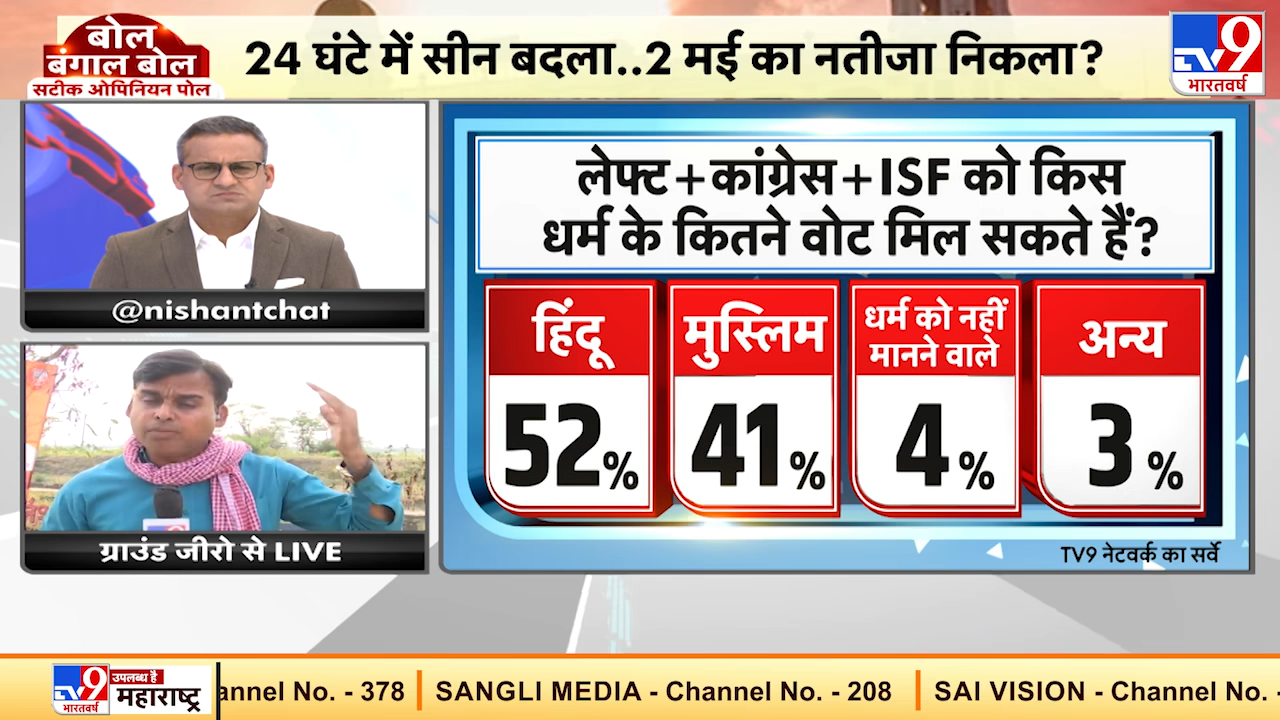 बोल
बंगाल बोल
सटीक ओपिनियन पोल
24 घंटे में सीन बदला..2 मई का नतीजा निकला?
TV9
भारतवर्ष
@nishantchat
ग्राउंड जीरो से LIVE
लेफ्ट+कांग्रेस+ISF को किस
धर्म के कितने वोट मिल सकते हैं?
हिंदू
52%
मुस्लिम
41%
धर्म को नहीं
मानने वाले
4%
अन्य
3%
TV9 नेटवर्क का सर्वे
TV9
भारतवर्ष
उपलब्ध है
महाराष्ट्र
annel No. - 378 | SANGLI MEDIA - Channel No. - 208 | SAI VISION - Channel No. -